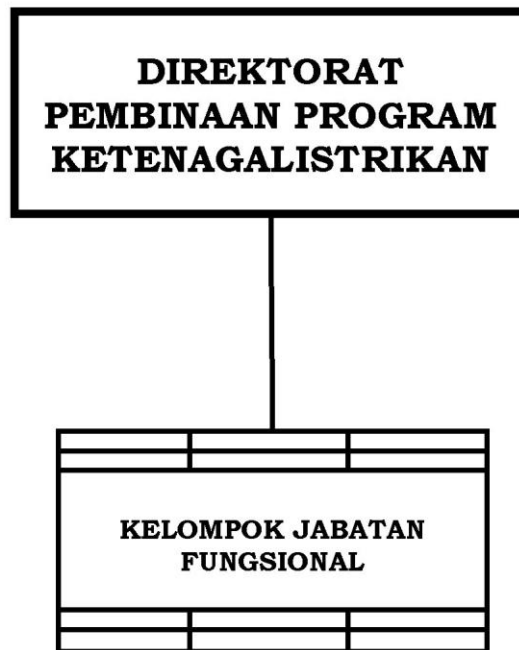 DIREKTORAT
PEMBINAAN PROGRAM
KETENAGALISTRIKAN
KELOMPOK JABATAN
FUNGSIONAL